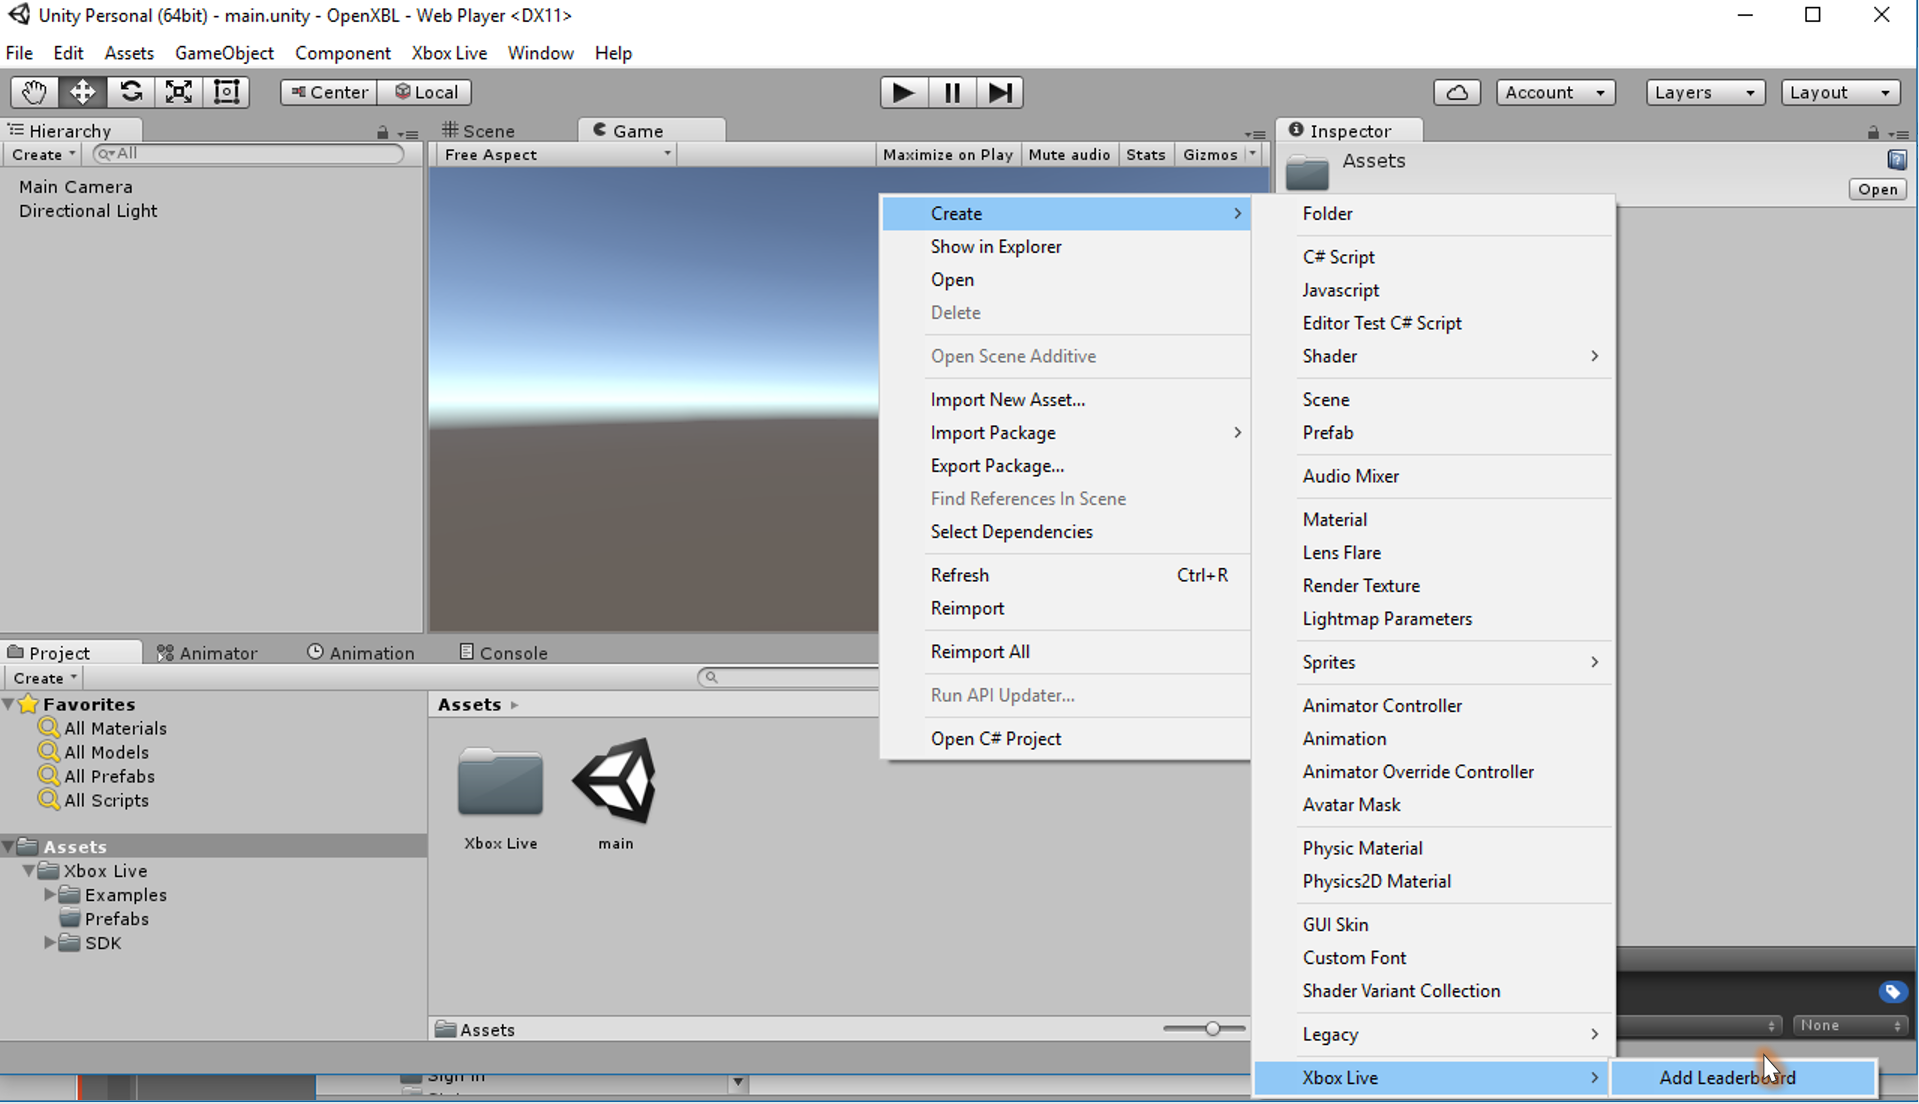 Unity Personal (64bit) - main.unity - OpenXBL - Web Player <DX11>
File Edit Assets GameObject Component Xbox Live Window Help
Center Local Account Layers Layout
Hierarchy
Create All
Main Camera
Directional Light
Scene Game
Free Aspect Maximize on Play Mute audio Stats Gizmos
Inspector
Assets
Open
Create
Show in Explorer
Open
Delete
Open Scene Additive
Import New Asset...
Import Package
Export Package...
Find References In Scene
Select Dependencies
Refresh Ctrl+R
Reimport
Reimport All
Run API Updater...
Open C# Project
Folder
C# Script
Javascript
Editor Test C# Script
Shader
Scene
Prefab
Audio Mixer
Material
Lens Flare
Render Texture
Lightmap Parameters
Sprites
Animator Controller
Animation
Animator Override Controller
Avatar Mask
Physic Material
Physics2D Material
GUI Skin
Custom Font
Shader Variant Collection
Legacy
Xbox Live
Add Leaderboard
Project Animator Animation Console
Create
Favorites
All Materials
All Models
All Prefabs
All Scripts
Assets
Xbox Live
Examples
Prefabs
SDK
Assets
Xbox Live main
Assets
None
Sign In